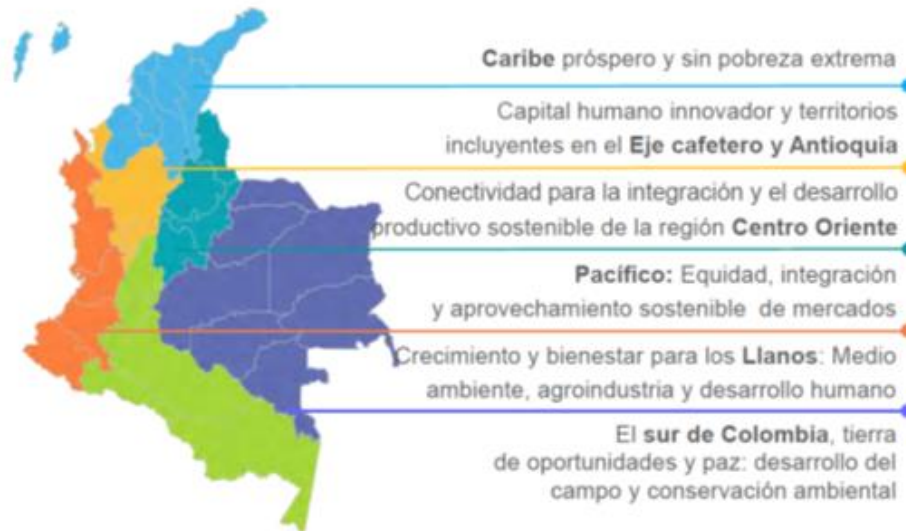 Caribe próspero y sin pobreza extrema
Capital humano innovador y territorios
incluyentes en el Eje cafetero y Antioquia
Conectividad para la integración y el desarrollo
productivo sostenible de la región Centro Oriente
Pacífico: Equidad, integración
y aprovechamiento sostenible de mercados
Crecimiento y bienestar para los Llanos: Medio
ambiente, agroindustria y desarrollo humano
El sur de Colombia, tierra
de oportunidades y paz: desarrollo del
campo y conservación ambiental